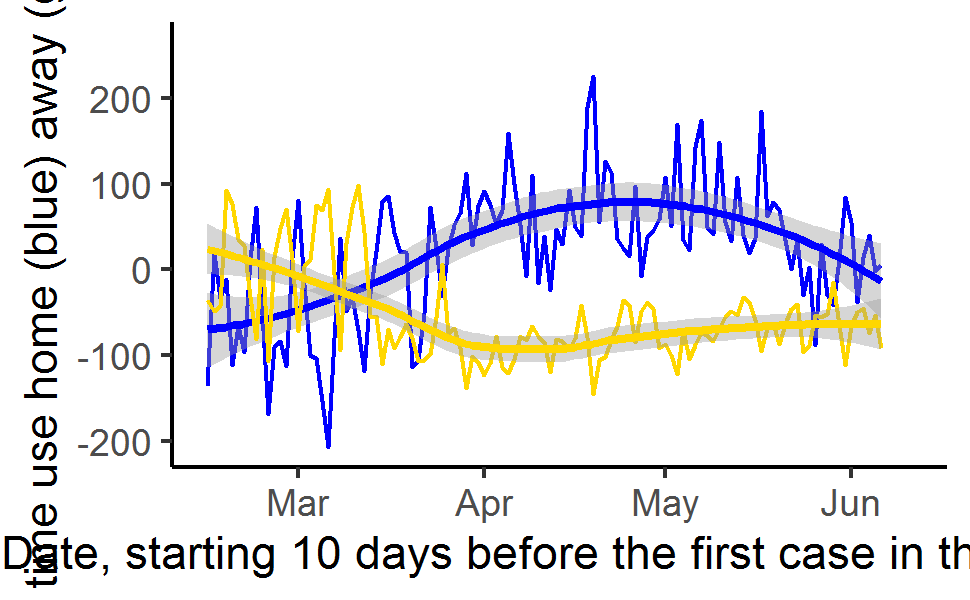 time use home (blue) away (
200
100
0
-100
-200
Mar Apr May Jun
Date, starting 10 days before the first case in th